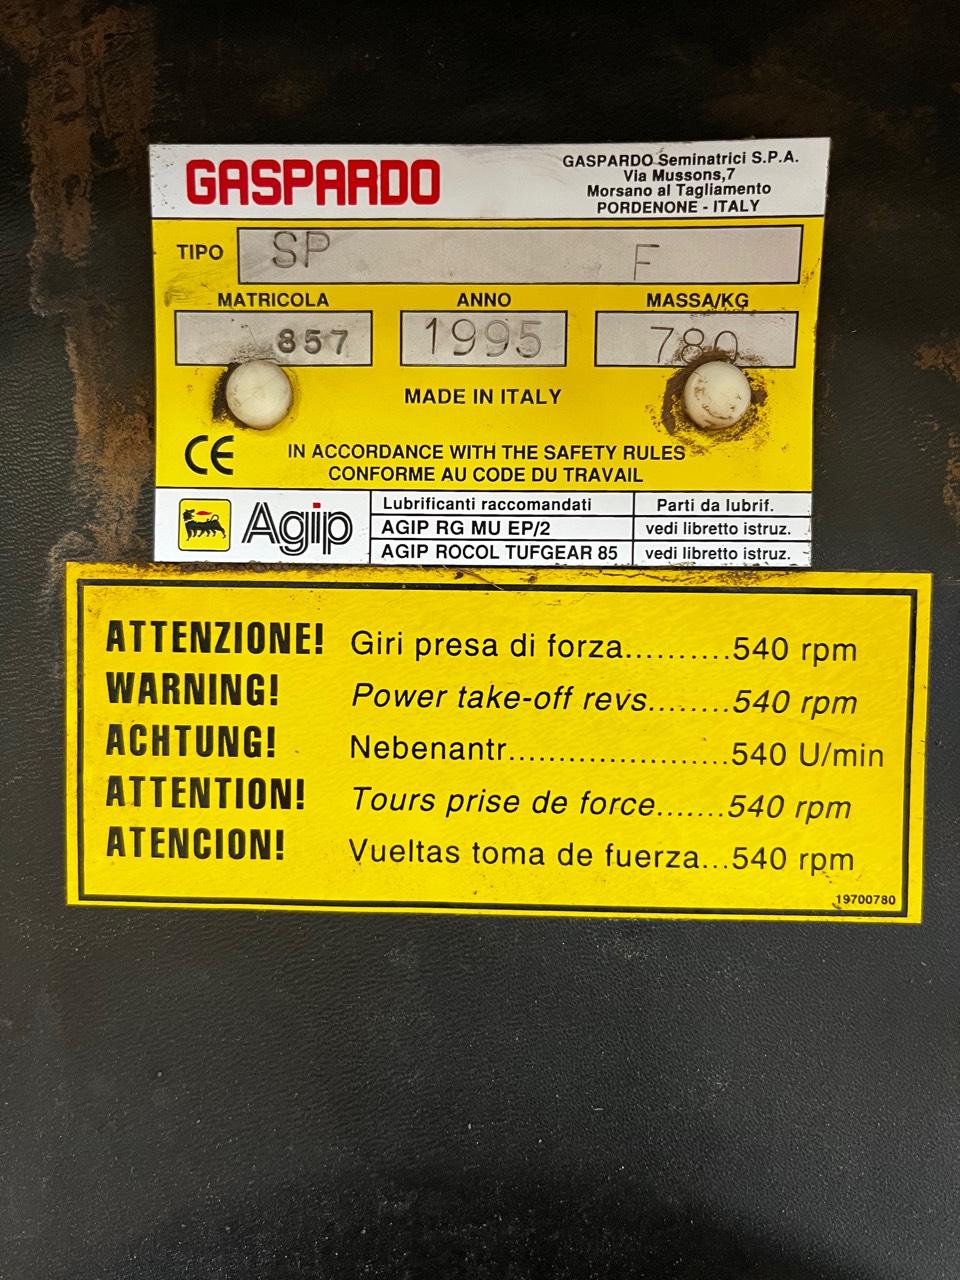 GASPARDO
GASPARDO Seminatrici S.P.A.
Via Mussons,7
Morsano al Tagliamento
PORDENONE - ITALY
TIPO SP F
MATRICOLA ANNO MASSA/KG
857 1995 780
MADE IN ITALY
CE IN ACCORDANCE WITH THE SAFETY RULES
CONFORME AU CODE DU TRAVAIL
Agip
Lubrificanti raccomandati Parti da lubrif.
AGIP RG MU EP/2 vedi libretto istruz.
AGIP ROCOL TUFGEAR 85 vedi libretto istruz.
ATTENZIONE! Giri presa di forza..........540 rpm
WARNING! Power take-off revs........540 rpm
ACHTUNG! Nebenantr......................540 U/min
ATTENTION! Tours prise de force.......540 rpm
ATENCION! Vueltas toma de fuerza...540 rpm
19700780